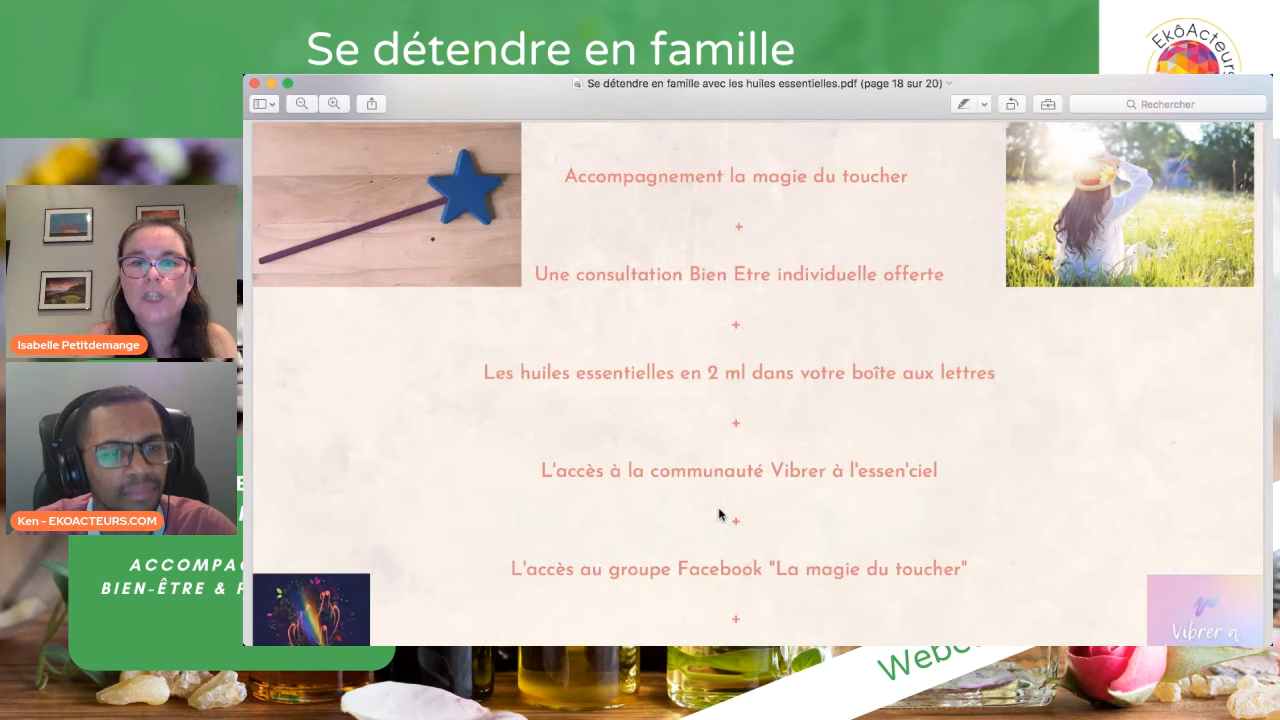 Se détendre en famille
EkôActeurs
Se détendre en famille avec les huiles essentielles.pdf (page 18 sur 20)
Rechercher
Accompagnement la magie du toucher
+
Une consultation Bien Etre individuelle offerte
+
Les huiles essentielles en 2 ml dans votre boîte aux lettres
+
L'accès à la communauté Vibrer à l'essen'ciel
+
L'accès au groupe Facebook "La magie du toucher"
+
Vibrer a
Isabelle Petitdemange
Ken - EKOACTEURS.COM
ACCOMPA
BIEN-ÊTRE &